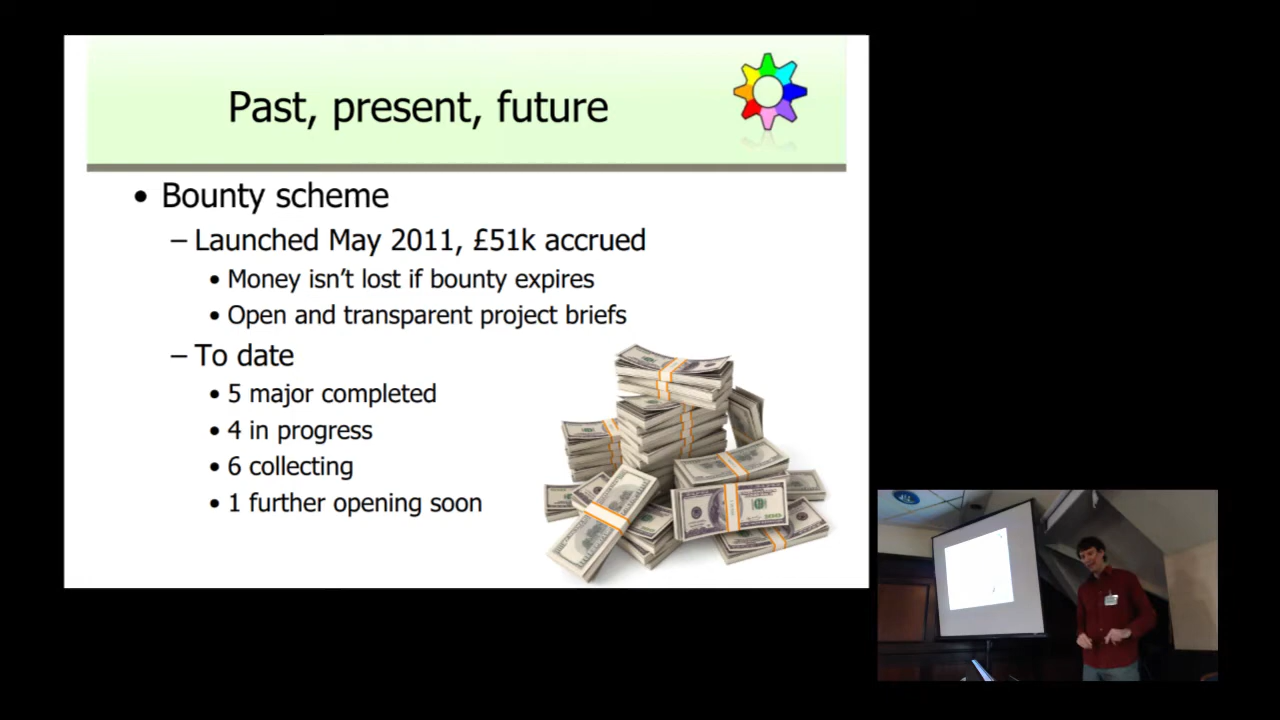 Past, present, future
• Bounty scheme
– Launched May 2011, £51k accrued
• Money isn’t lost if bounty expires
• Open and transparent project briefs
– To date
• 5 major completed
• 4 in progress
• 6 collecting
• 1 further opening soon